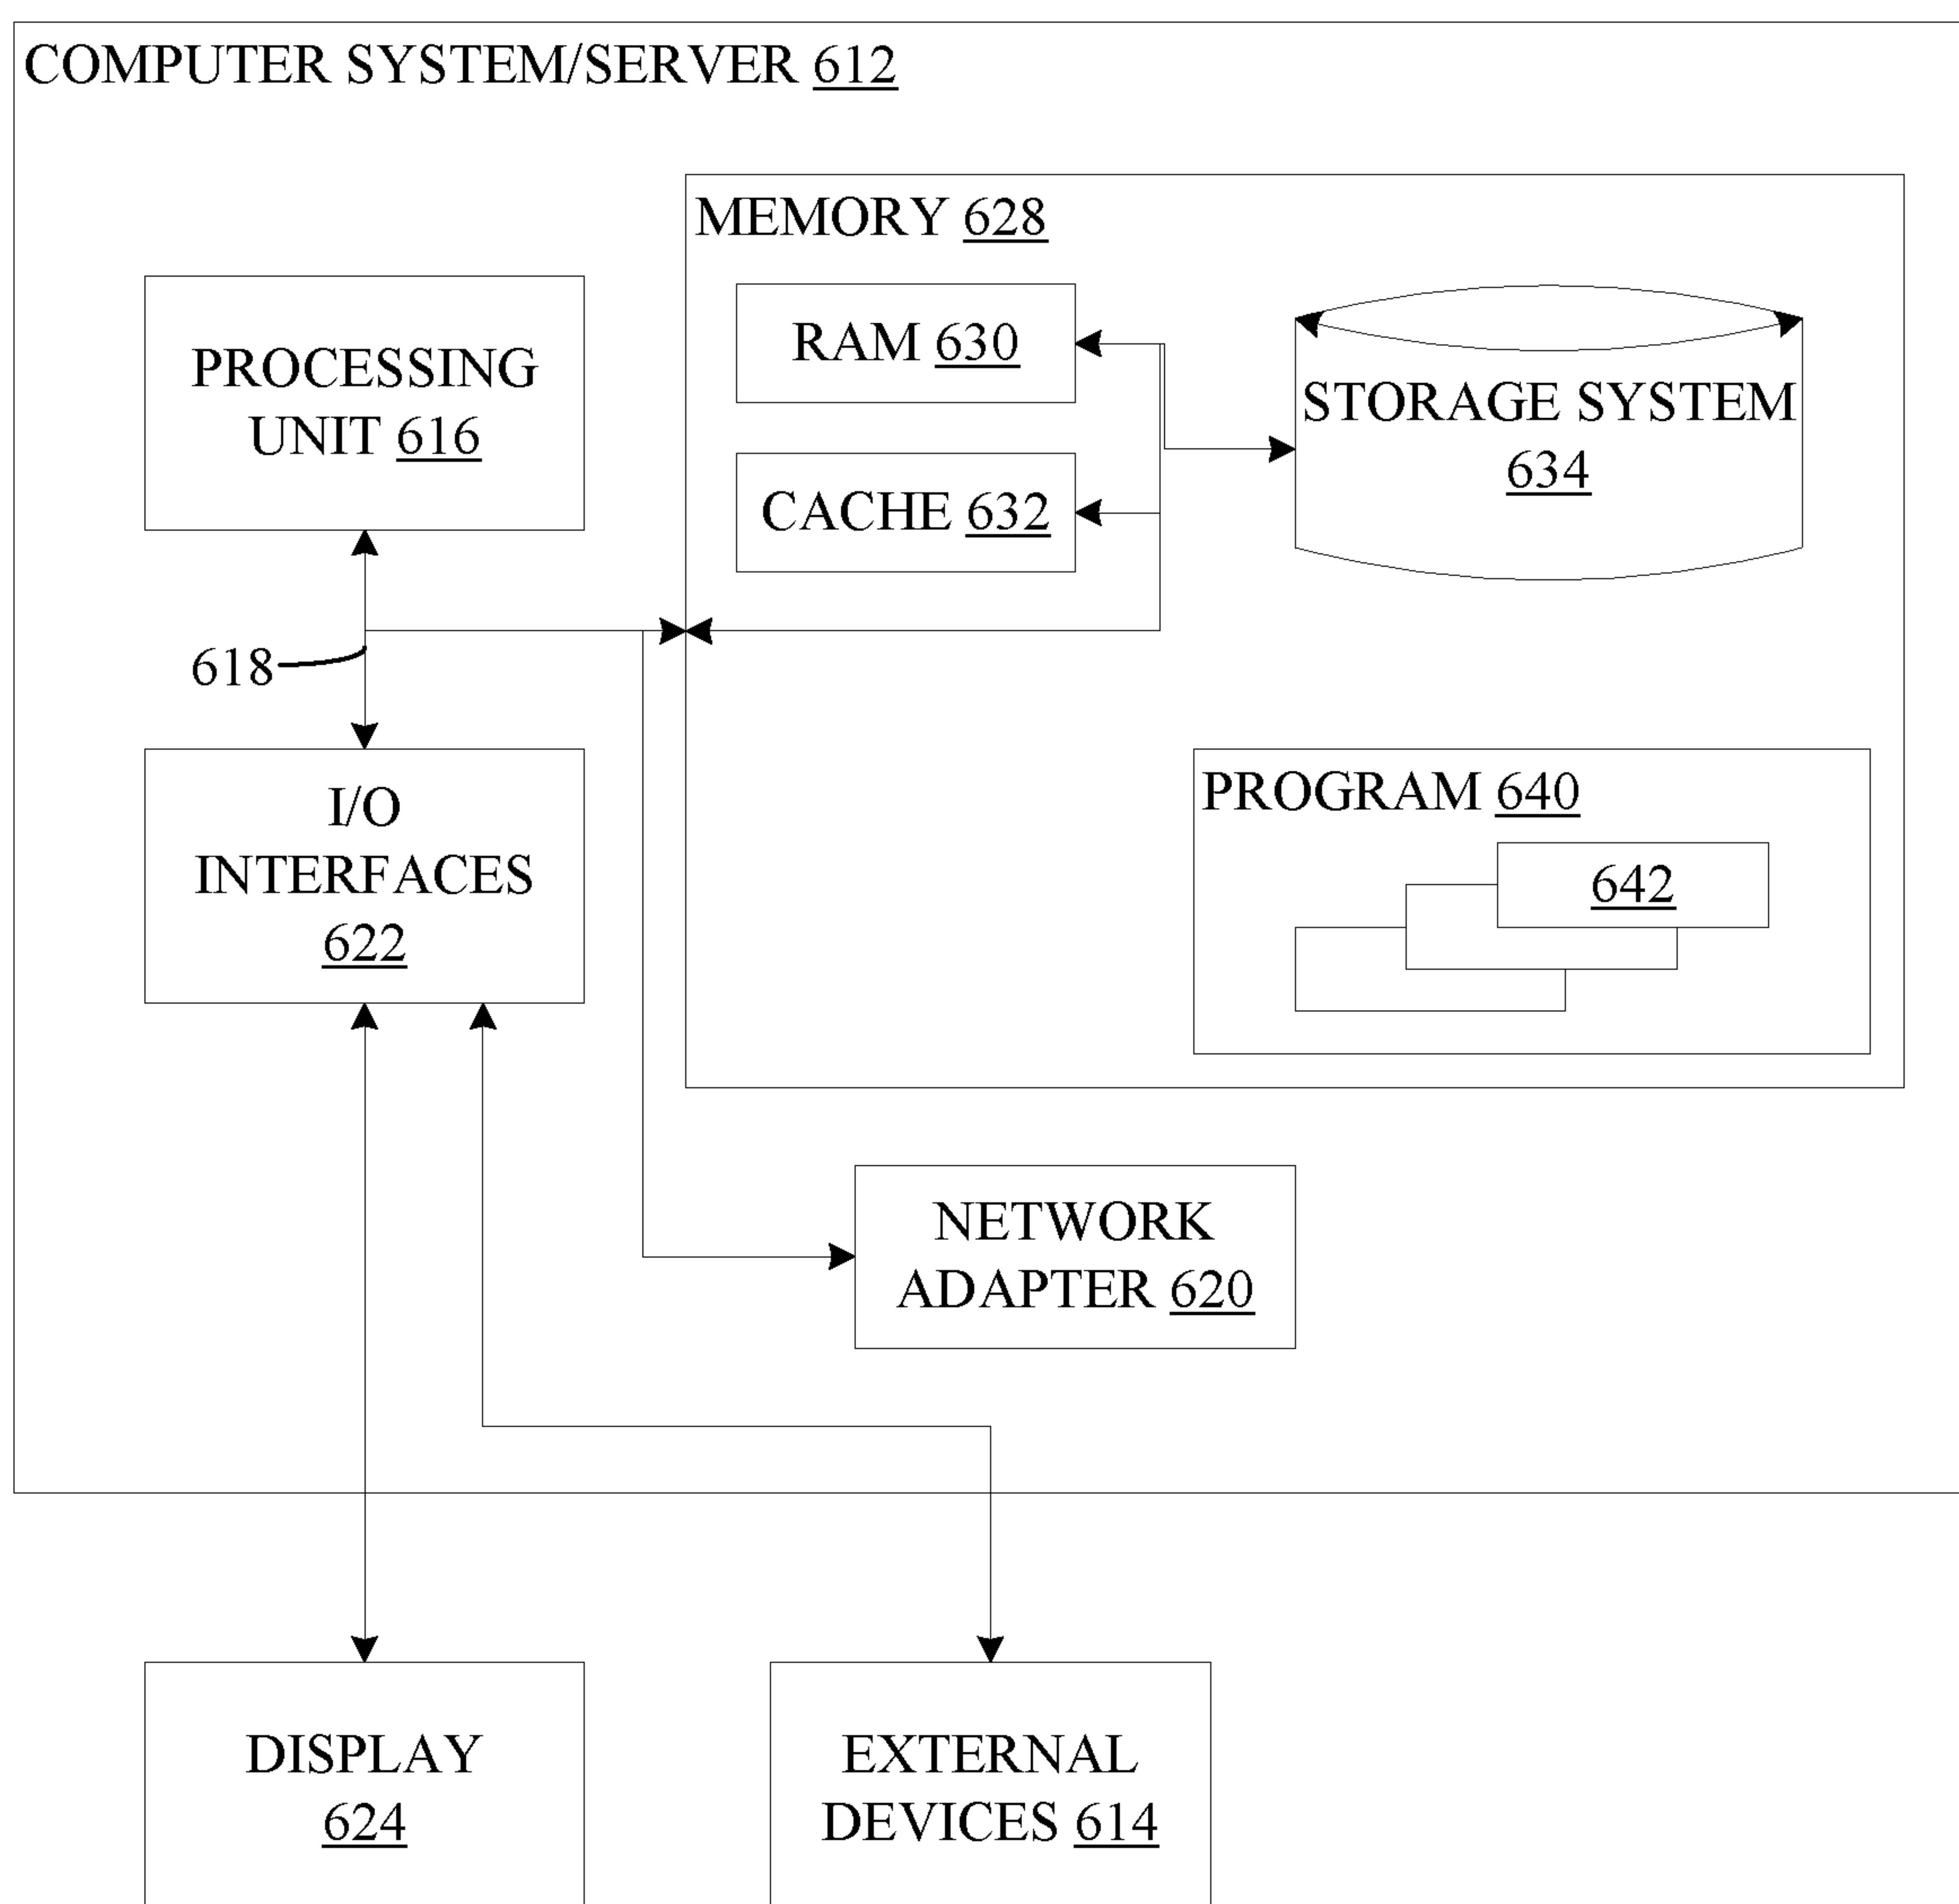 COMPUTER SYSTEM/SERVER 612
MEMORY 628
PROCESSING
UNIT 616
RAM 630
CACHE 632
STORAGE SYSTEM
634
618
I/O
INTERFACES
622
PROGRAM 640
642
NETWORK
ADAPTER 620
DISPLAY
624
EXTERNAL
DEVICES 614